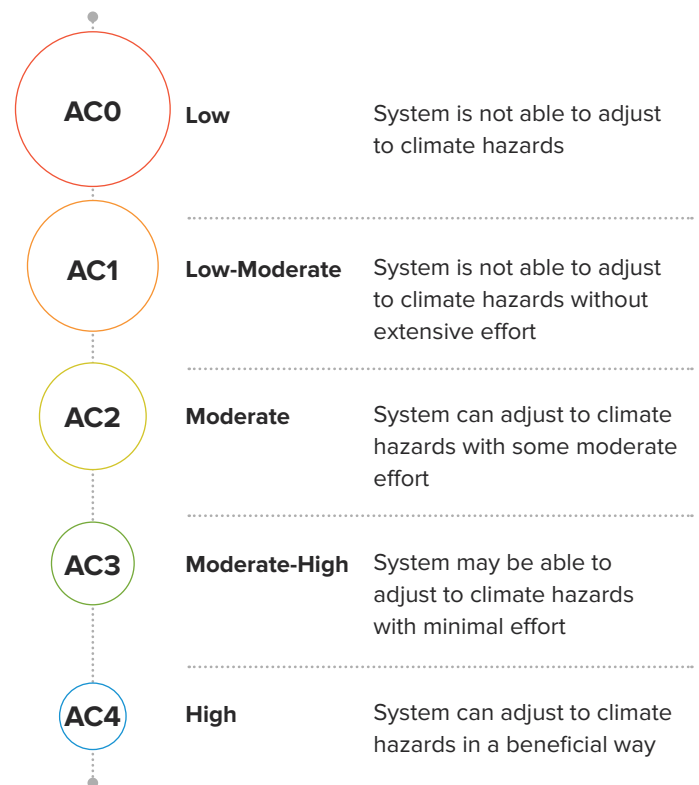 AC0
Low
System is not able to adjust
to climate hazards
AC1
Low-Moderate
System is not able to adjust
to climate hazards without
extensive effort
AC2
Moderate
System can adjust to climate
hazards with some moderate
effort
AC3
Moderate-High
System may be able to
adjust to climate hazards
with minimal effort
AC4
High
System can adjust to climate
hazards in a beneficial way